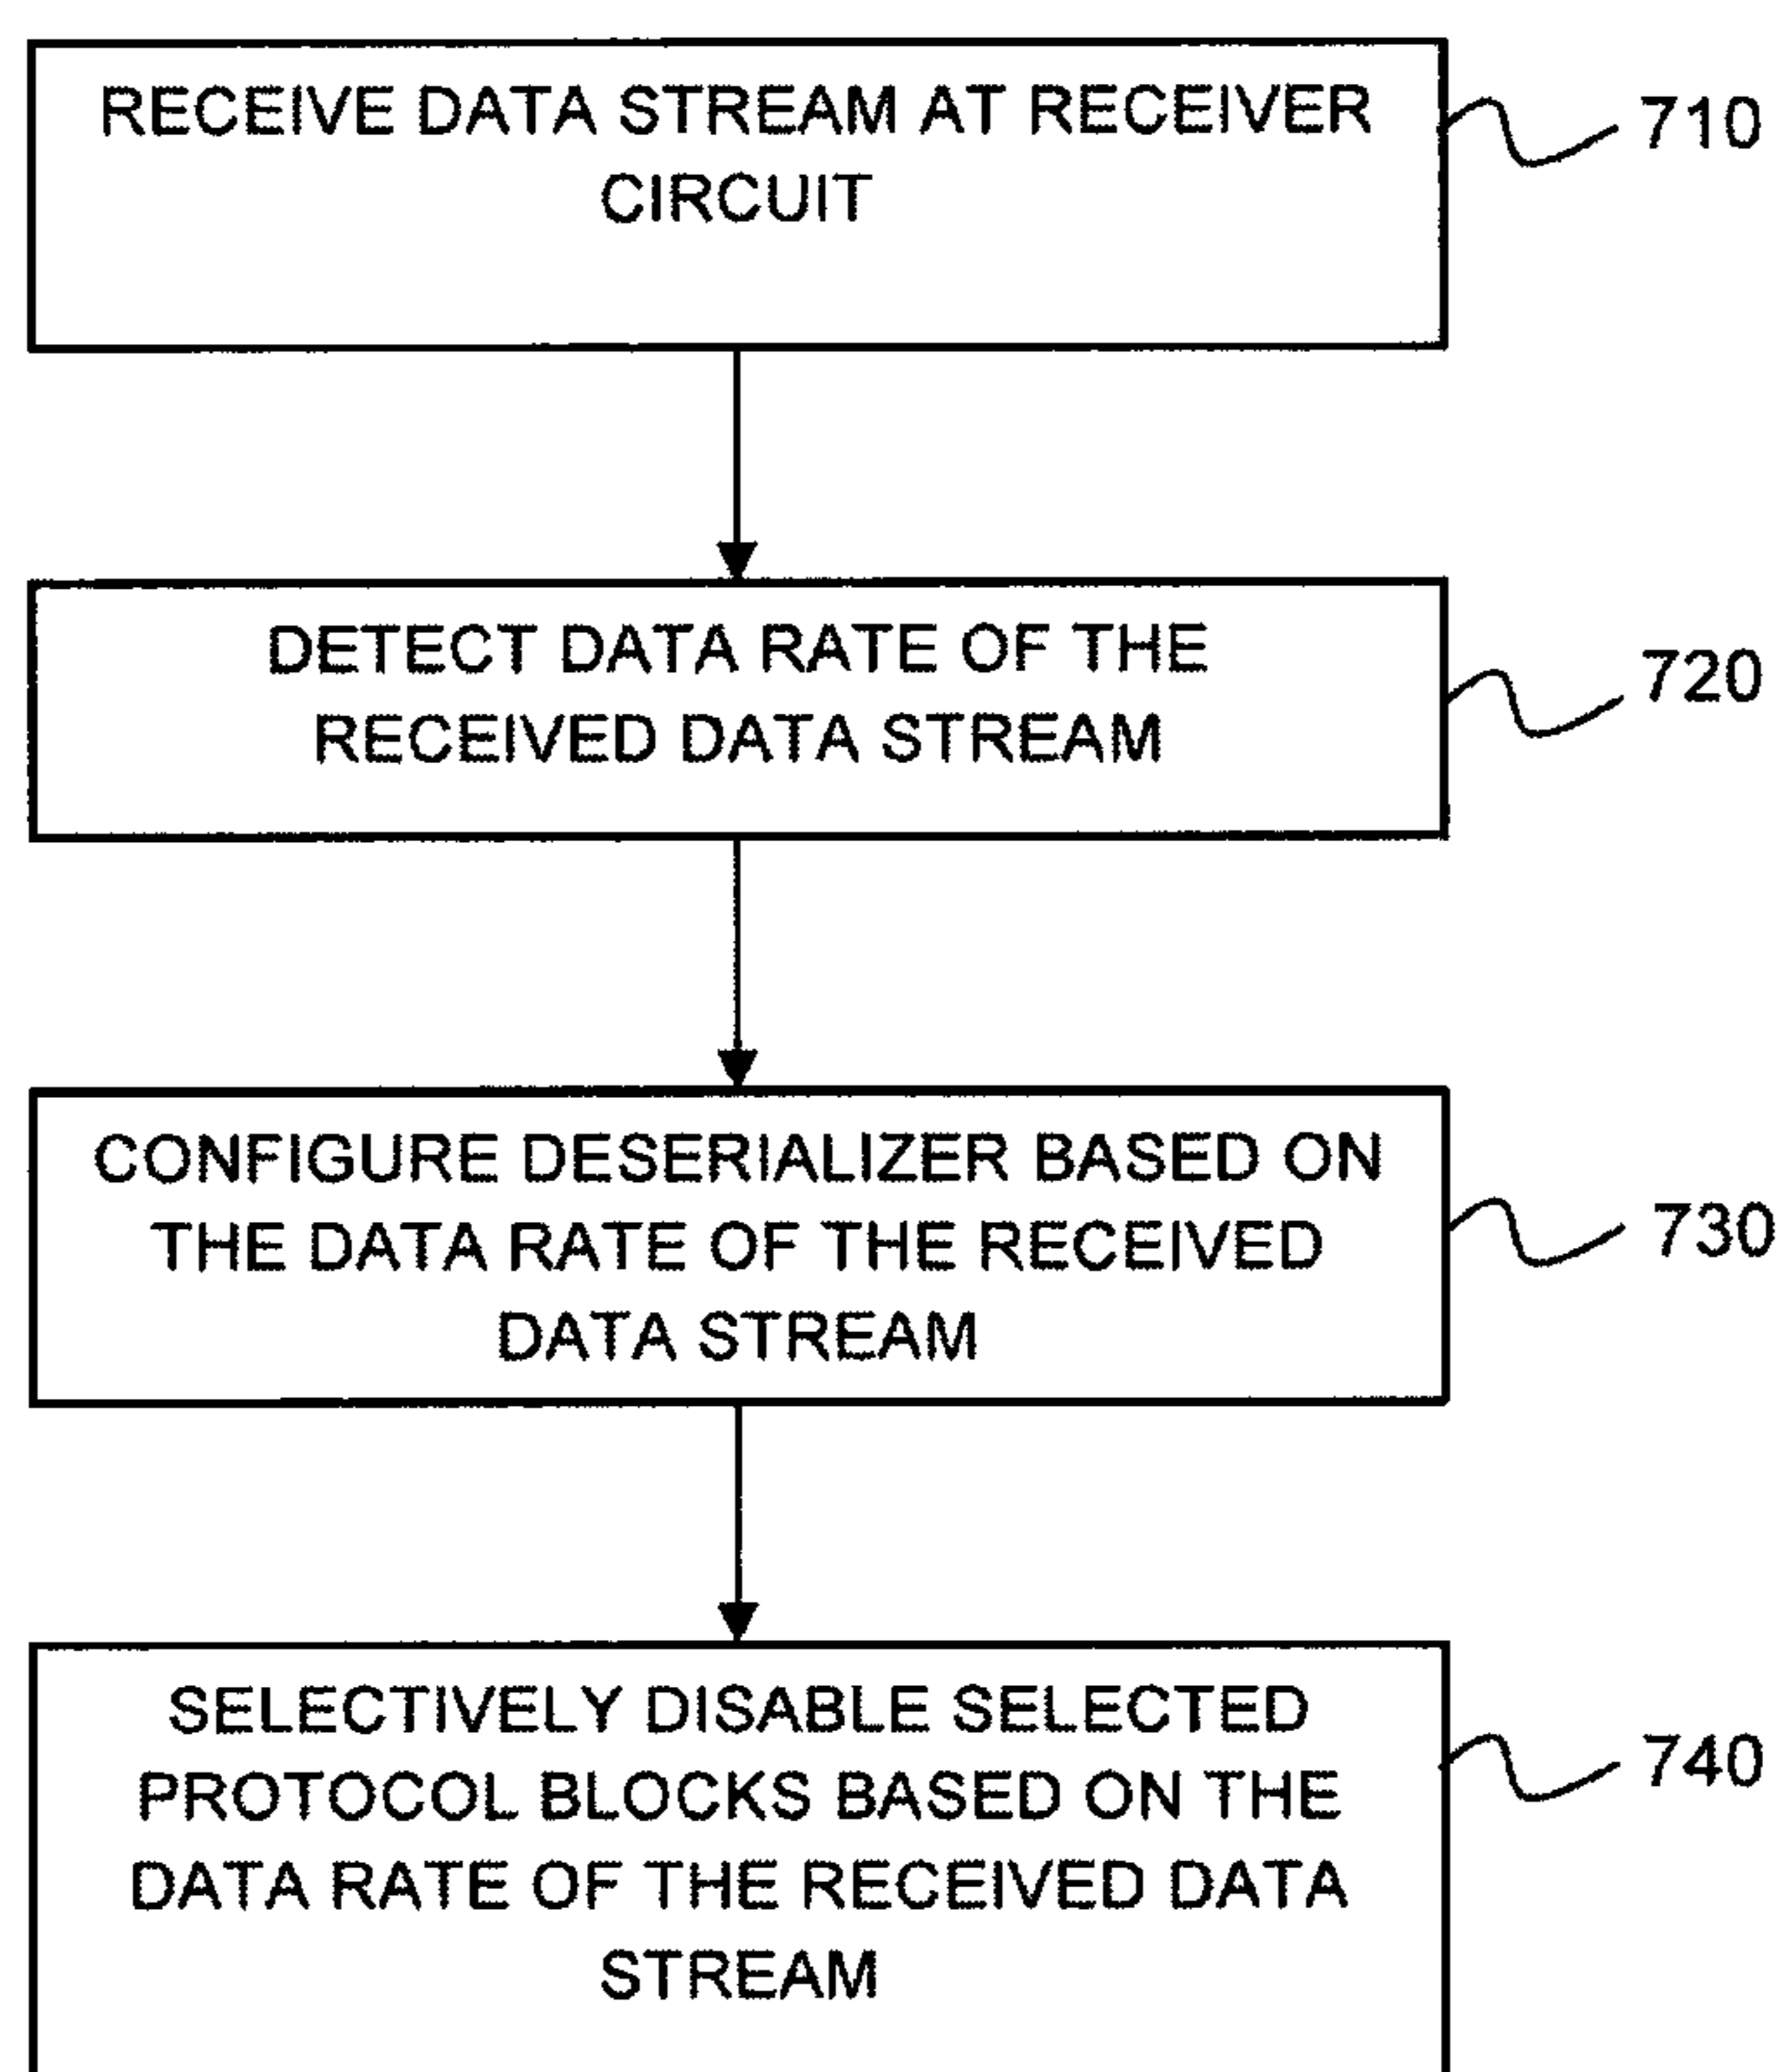 RECEIVE DATA STREAM AT RECEIVER
CIRCUIT
710
DETECT DATA RATE OF THE
RECEIVED DATA STREAM
720
CONFIGURE DESERIALIZER BASED ON
THE DATA RATE OF THE RECEIVED
DATA STREAM
730
SELECTIVELY DISABLE SELECTED
PROTOCOL BLOCKS BASED ON THE
DATA RATE OF THE RECEIVED DATA
STREAM
740